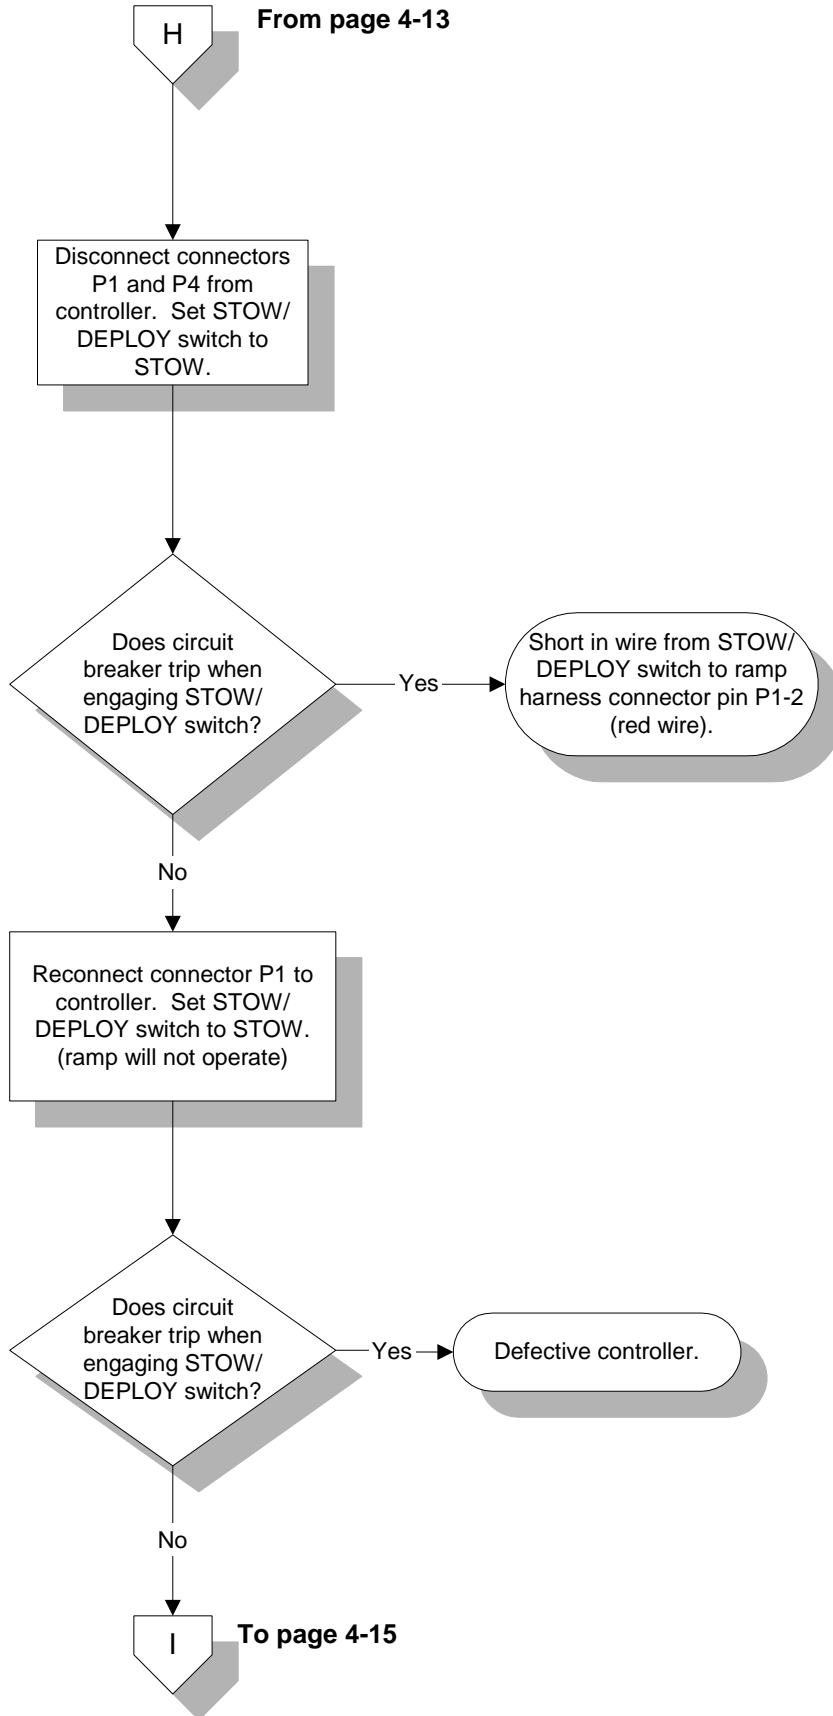 H
From page 4-13
Disconnect connectors
P1 and P4 from
controller.  Set STOW/
DEPLOY switch to
STOW.
Does circuit
breaker trip when
engaging STOW/
DEPLOY switch?
Yes
Short in wire from STOW/
DEPLOY switch to ramp
harness connector pin P1-2
(red wire).
No
Reconnect connector P1 to
controller.  Set STOW/
DEPLOY switch to STOW.
(ramp will not operate)
Does circuit
breaker trip when
engaging STOW/
DEPLOY switch?
Yes
Defective controller.
No
I
To page 4-15